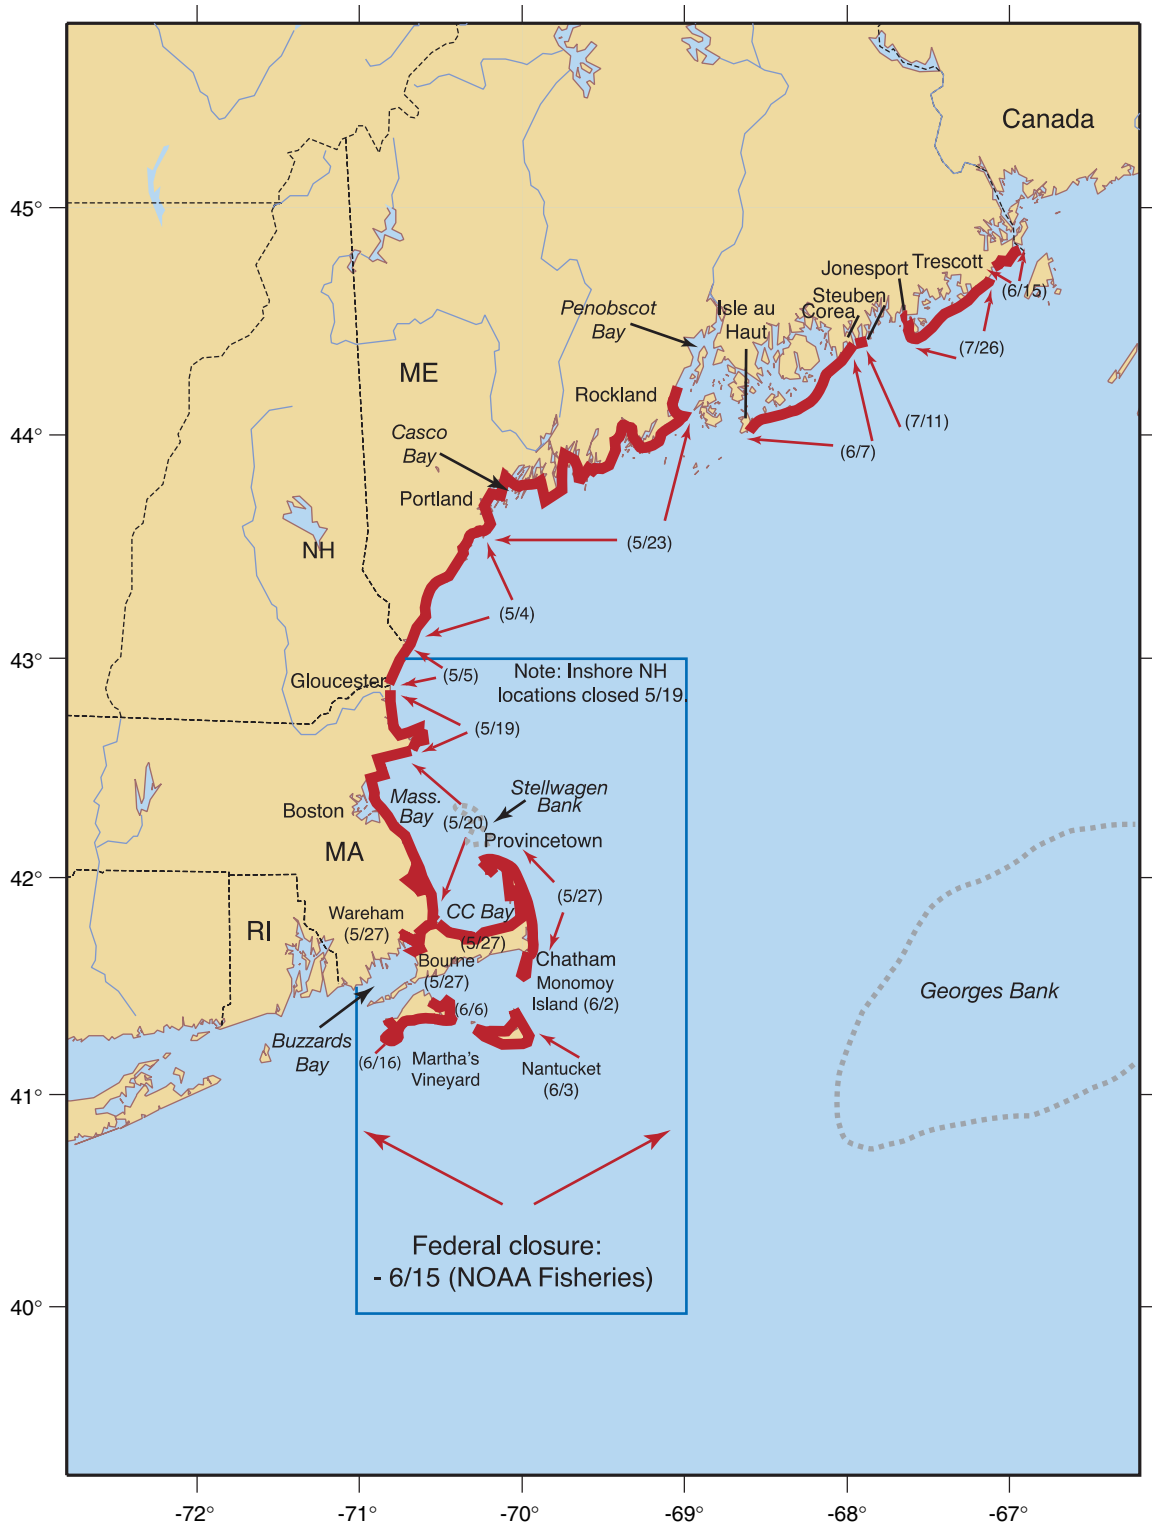 Canada
45°
Trescott
Jonesport
(6/15)
Steuben
Isle au
Haut
Corea
Penobscot
Bay
(7/26)
ME
Rockland
(7/11)
44°
Casco
Bay
(6/7)
Portland
(5/23)
NH
(5/4)
43°
Note: Inshore NH
locations closed 5/19.
(5/5)
Gloucester
(5/19)
Stellwagen
Bank
Mass.
Bay
Boston
(5/20)
Provincetown
MA
42°
(5/27)
Wareham
(5/27)
CC Bay
(5/27)
RI
Bourne
(5/27)
Chatham
Monomoy
Island (6/2)
Georges Bank
(6/6)
Buzzards
Bay
(6/16)
Martha's
Vineyard
Nantucket
(6/3)
41°
Federal closure:
- 6/15 (NOAA Fisheries)
40°
-72°
-71°
-70°
-69°
-68°
-67°